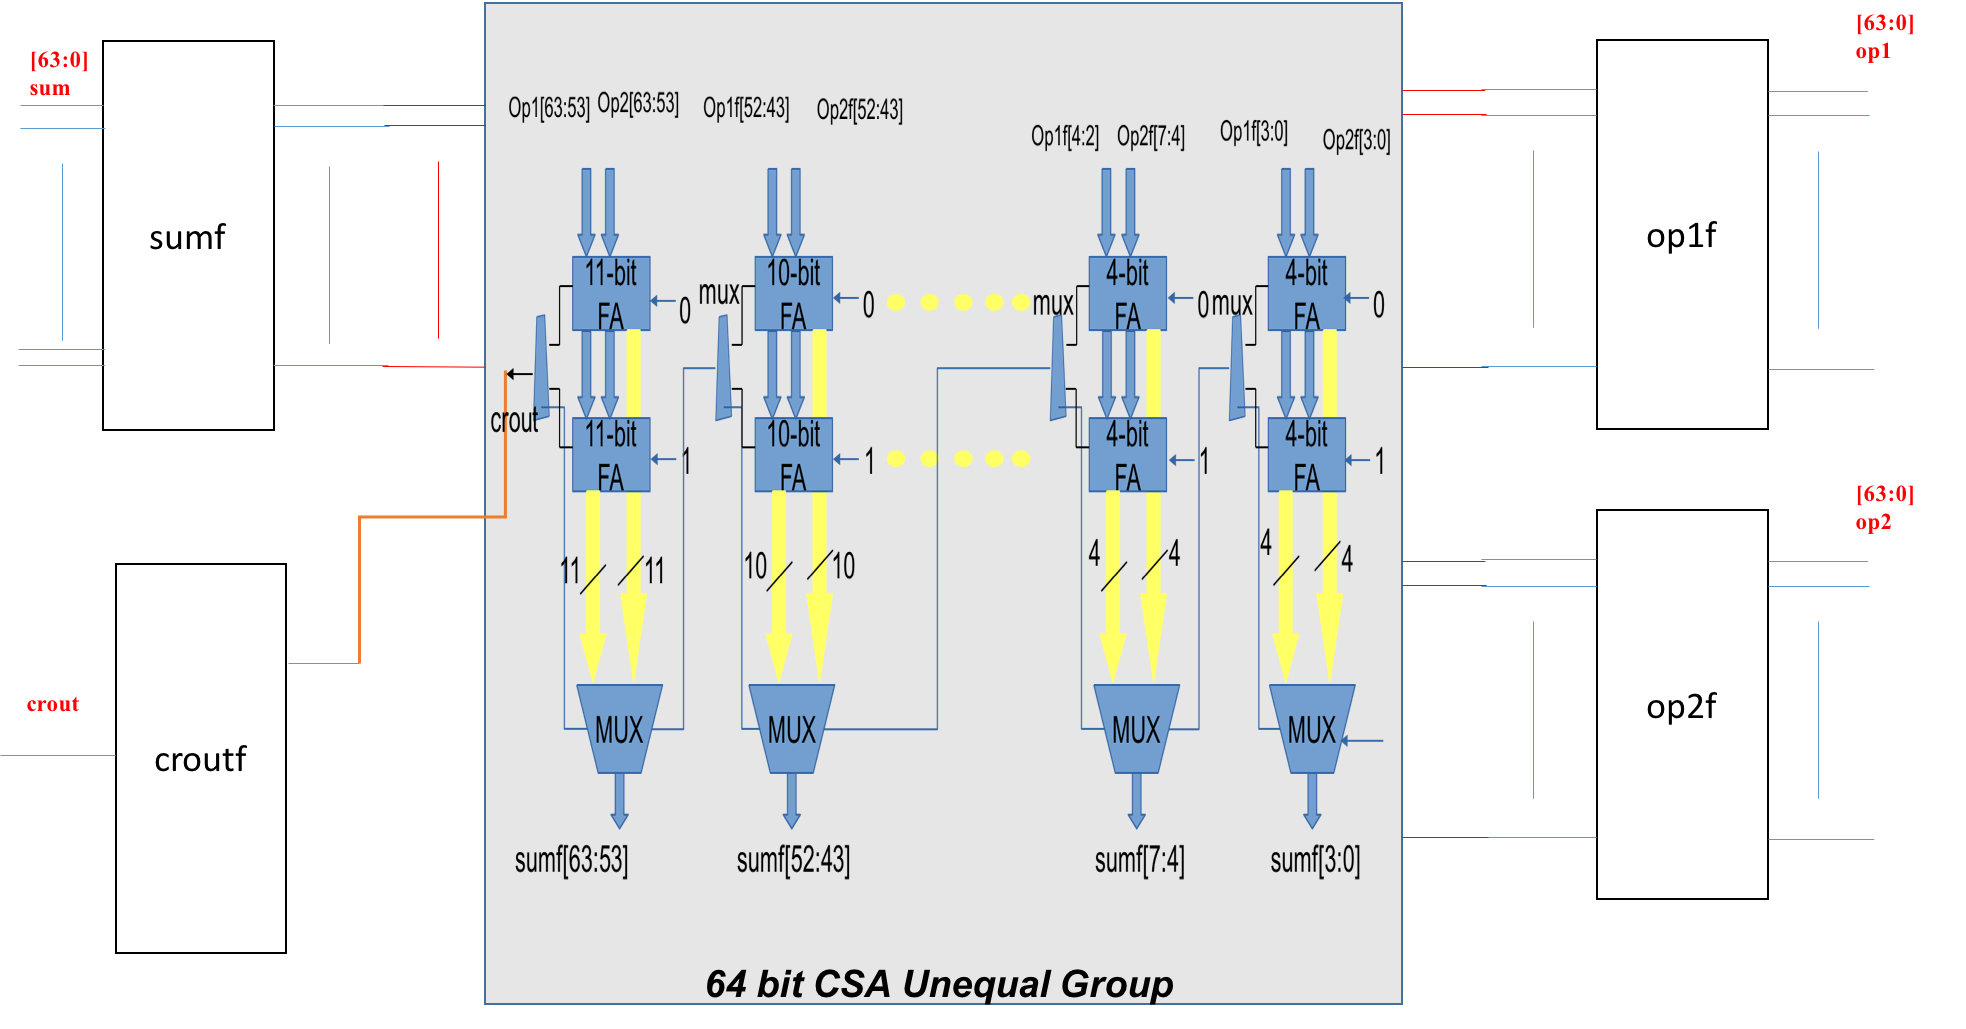 [63:0]
sum
sumf
crout
croutf
Op1[63:53]
Op2[63:53]
Op1f[52:43]
Op2f[52:43]
Op1f[4:2]
Op2f[7:4]
Op1f[3:0]
Op2f[3:0]
11-bit
FA
0
mux
10-bit
FA
0
mux
4-bit
FA
0
mux
4-bit
FA
0
crout
11-bit
FA
1
10-bit
FA
1
4-bit
FA
1
4-bit
FA
1
11
11
10
10
4
4
4
4
MUX
MUX
MUX
MUX
sumf[63:53]
sumf[52:43]
sumf[7:4]
sumf[3:0]
64 bit CSA Unequal Group
[63:0]
op1
op1f
[63:0]
op2
op2f